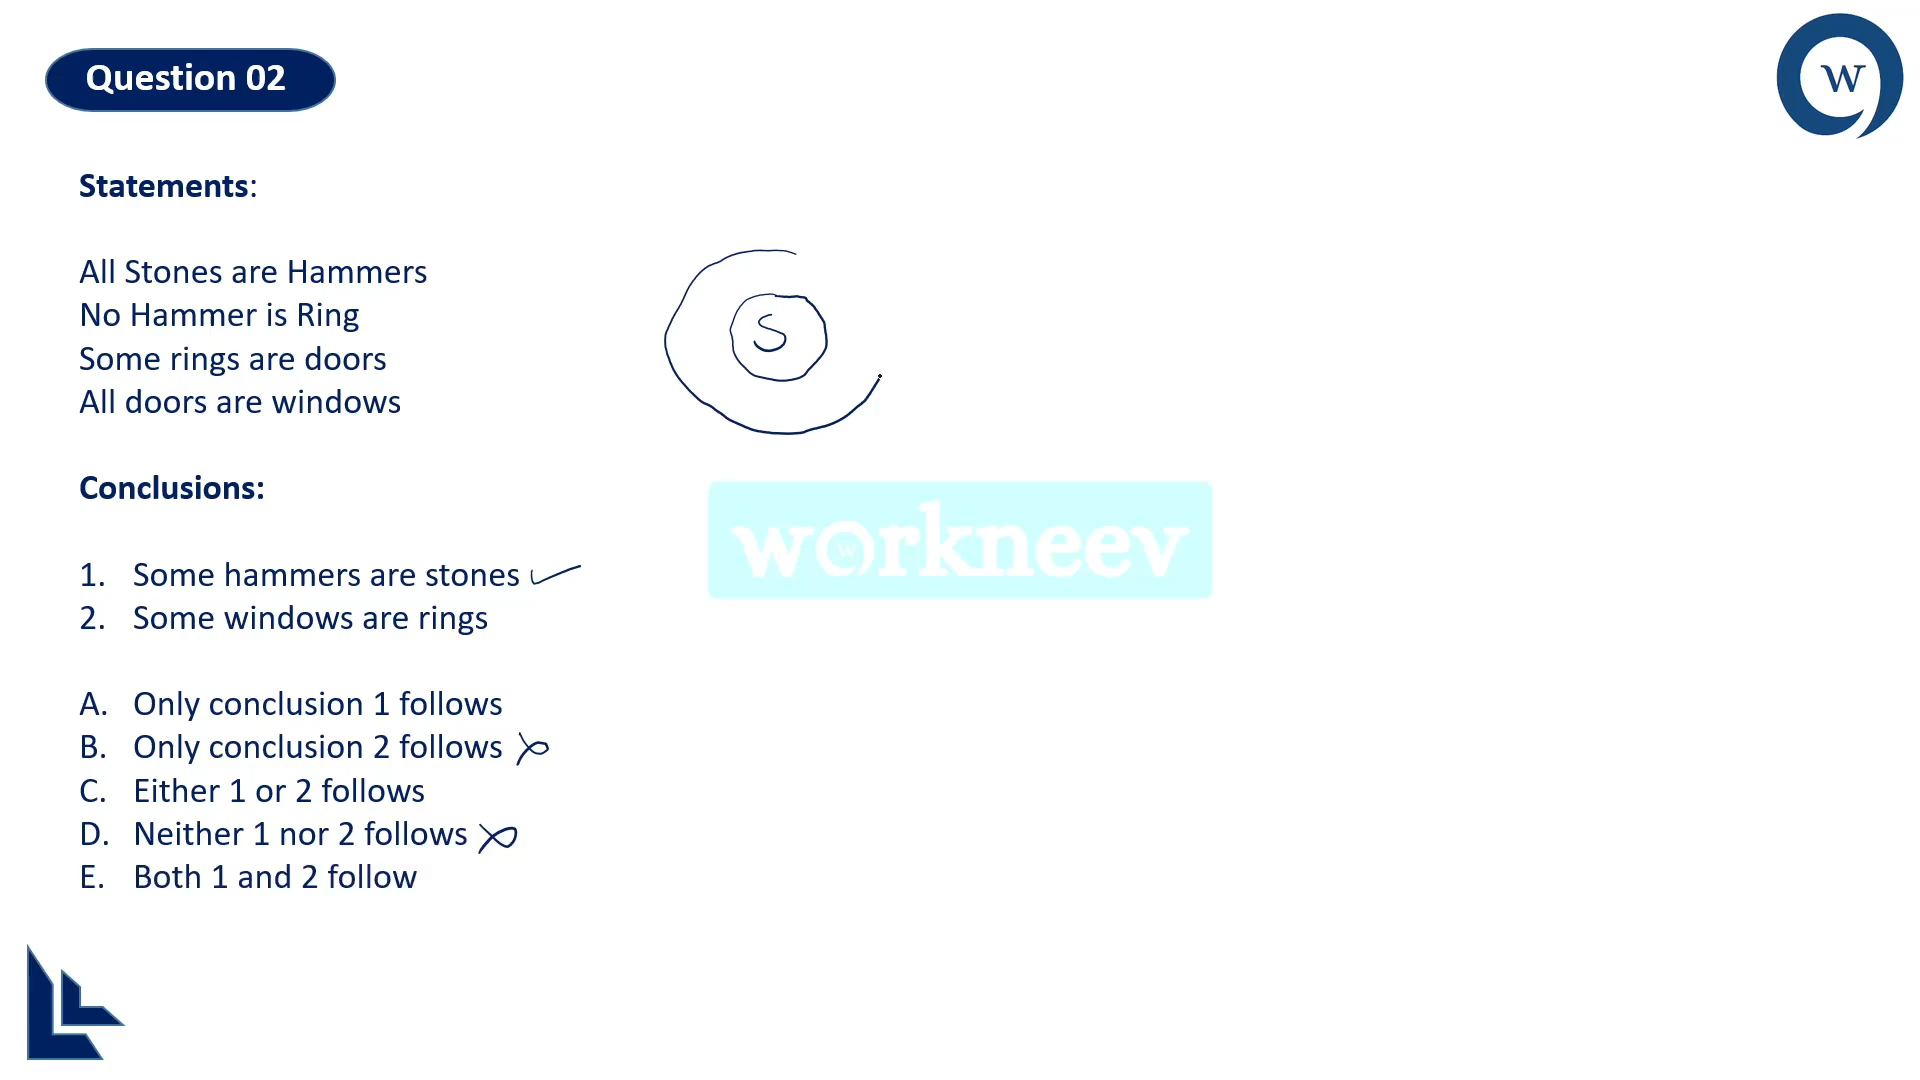 Question 02
W
Statements:
All Stones are Hammers
No Hammer is Ring
Some rings are doors
All doors are windows
S
Conclusions:
workneev
w
1. Some hammers are stones
2. Some windows are rings
A. Only conclusion 1 follows
B. Only conclusion 2 follows
C. Either 1 or 2 follows
D. Neither 1 nor 2 follows
E. Both 1 and 2 follow